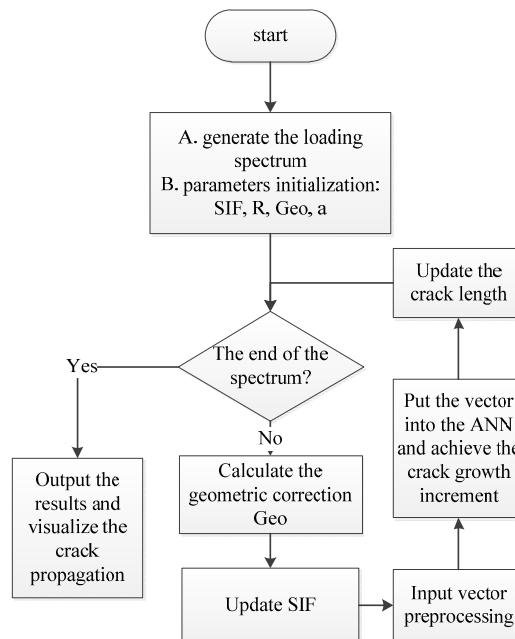 start
A. generate the loading
spectrum
B. parameters initialization:
SIF, R, Geo, a
Update the
crack length
The end of the
spectrum?
Yes
No
Put the vector
into the ANN
and achieve the
crack growth
increment
Output the
results and
visualize the
crack
propagation
Calculate the
geometric correction
Geo
Update SIF
Input vector
preprocessing